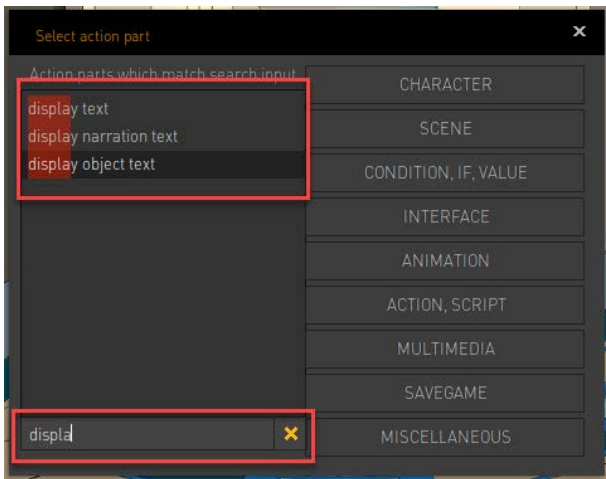 Select action part
Action parts which match search input
display text
display narration text
display object text
displa
CHARACTER
SCENE
CONDITION, IF, VALUE
INTERFACE
ANIMATION
ACTION, SCRIPT
MULTIMEDIA
SAVEGAME
MISCELLANEOUS